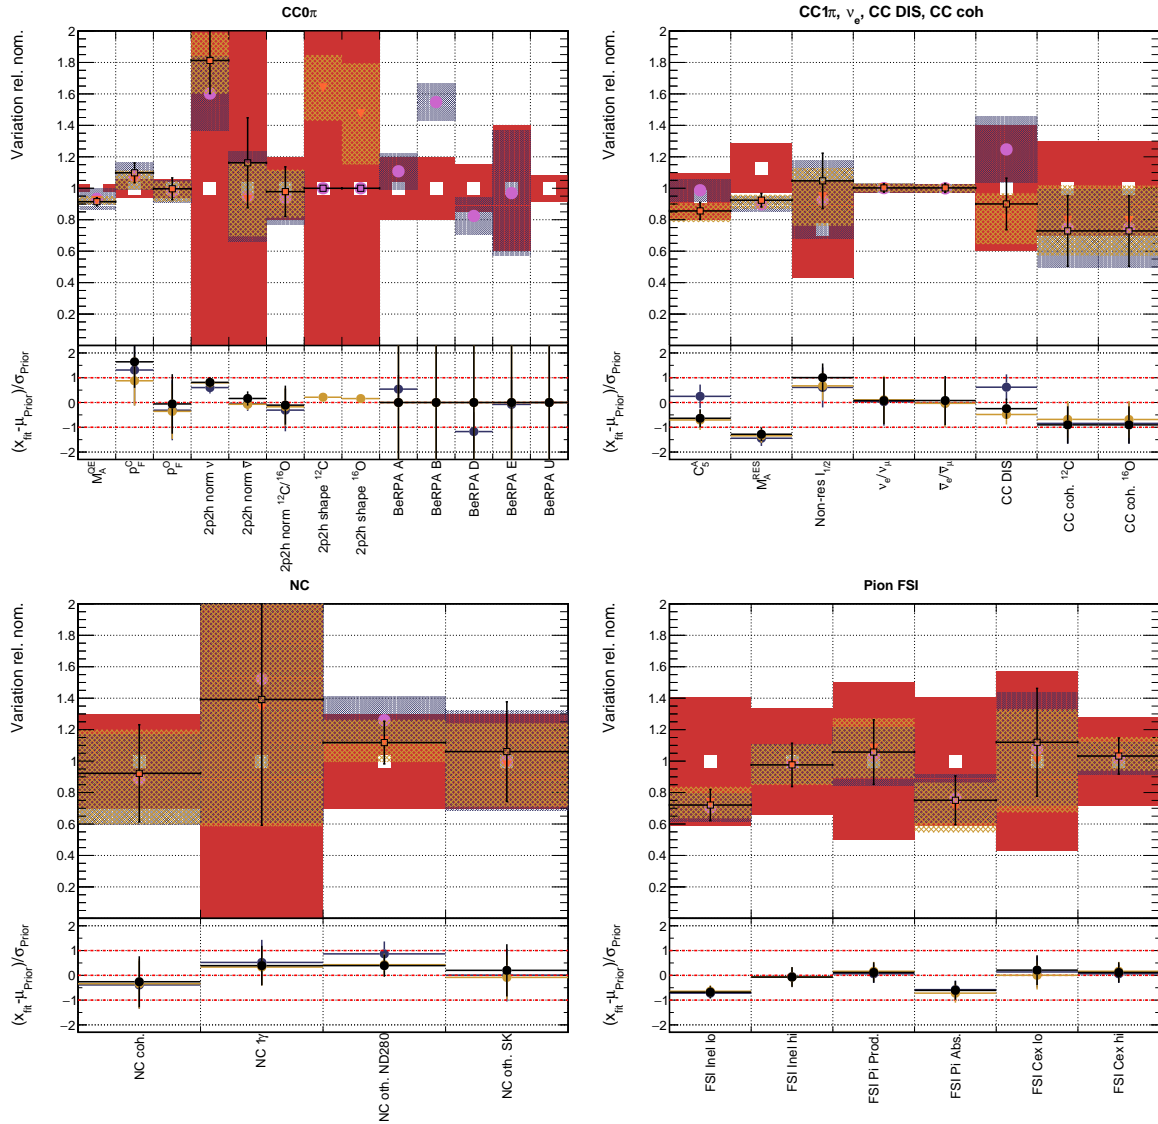 CC0π
Variation rel. nom.
2
1.8
1.6
1.4
1.2
1
0.8
0.6
0.4
0.2
(x_fit-μ_Prior)/σ_Prior
2
1
0
−1
−2
M_A^QE
p_F^C
p_F^O
2p2h norm ν
2p2h norm ν̅
2p2h norm ¹²C/¹⁶O
2p2h shape ¹²C
2p2h shape ¹⁶O
BeRPA A
BeRPA B
BeRPA D
BeRPA E
BeRPA U
CC1π, ν_e, CC DIS, CC coh
Variation rel. nom.
2
1.8
1.6
1.4
1.2
1
0.8
0.6
0.4
0.2
(x_fit-μ_Prior)/σ_Prior
2
1
0
−1
−2
C_5^A
M_A^RES
Non-res I_1/2
ν_e/ν_μ
ν̅_e/ν̅_μ
CC DIS
CC coh. ¹²C
CC coh. ¹⁶O
NC
Variation rel. nom.
2
1.8
1.6
1.4
1.2
1
0.8
0.6
0.4
0.2
(x_fit-μ_Prior)/σ_Prior
2
1
0
−1
−2
NC coh.
NC 1γ
NC oth. ND280
NC oth. SK
Pion FSI
Variation rel. nom.
2
1.8
1.6
1.4
1.2
1
0.8
0.6
0.4
0.2
(x_fit-μ_Prior)/σ_Prior
2
1
0
−1
−2
FSI Inel lo
FSI Inel hi
FSI Pi Prod.
FSI Pi Abs.
FSI Cex lo
FSI Cex hi